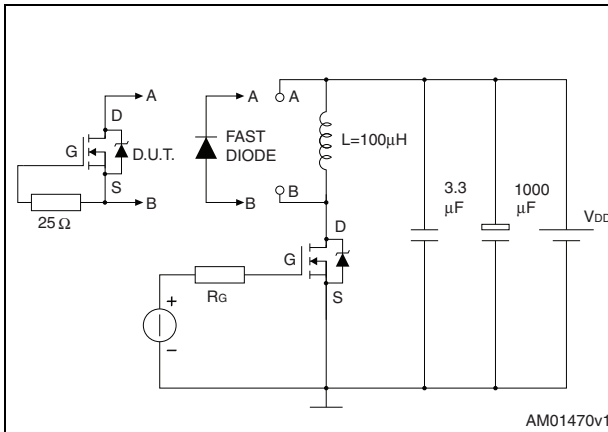 A
D
G
D.U.T.
S
B
25 Ω
A
FAST
DIODE
B
A
L=100μH
B
D
G
S
RG
+
–
3.3
μF
1000
μF
VDD
AM01470v1